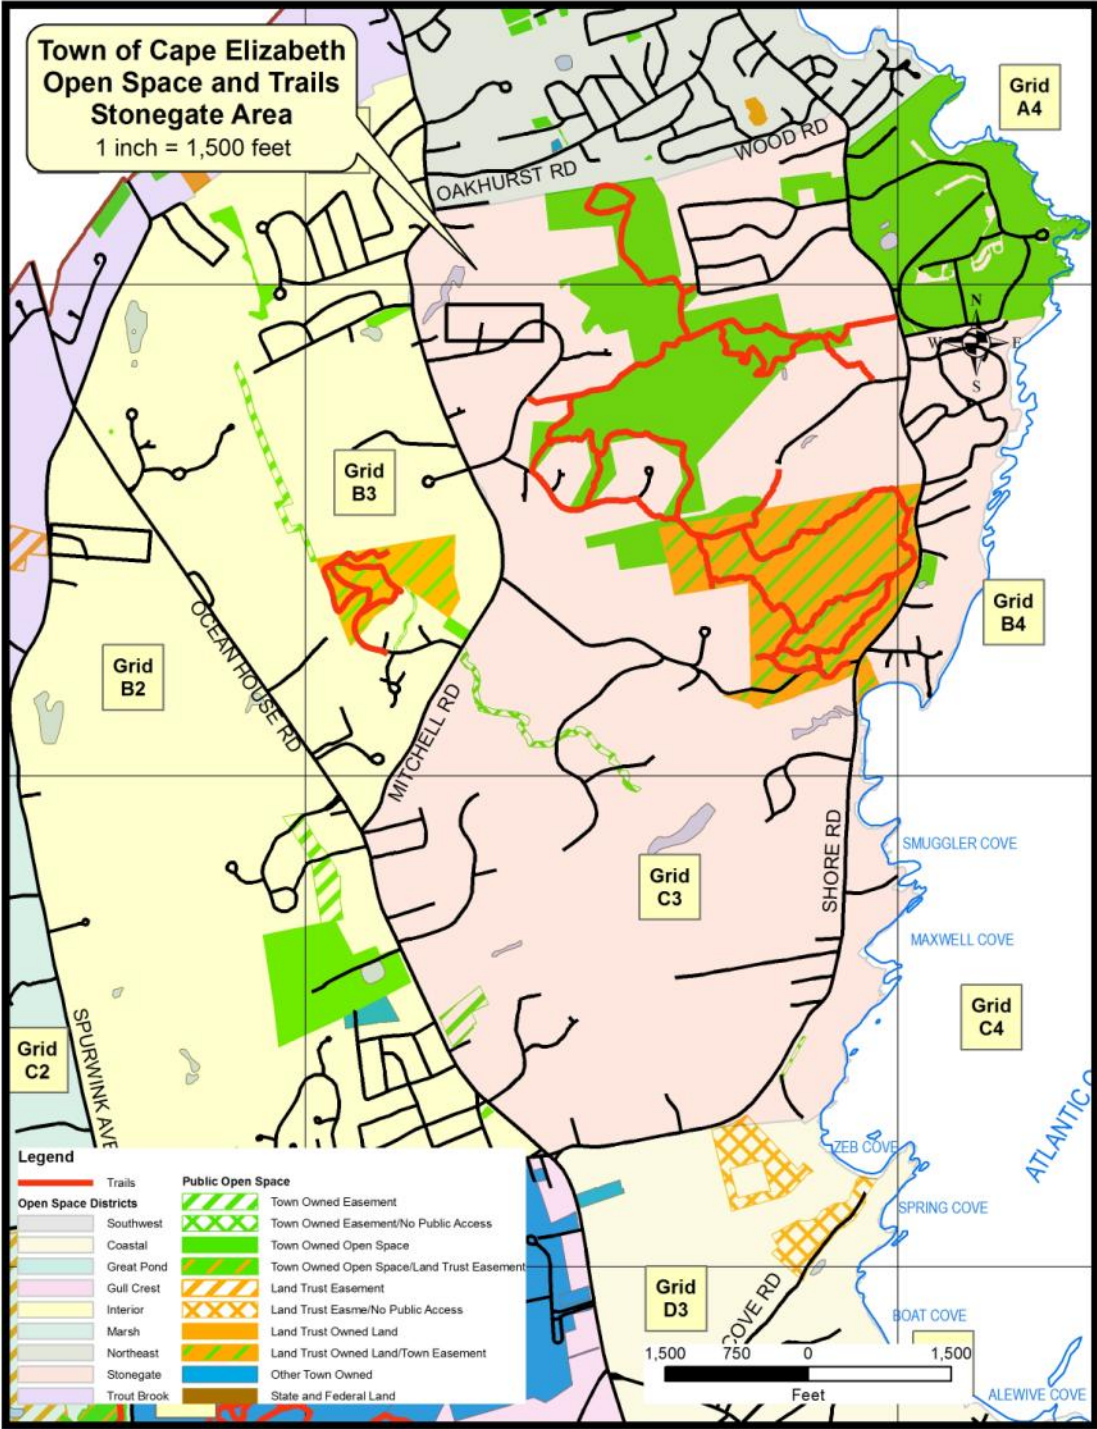 Town of Cape Elizabeth
Open Space and Trails
Stonegate Area
1 inch = 1,500 feet
Grid
A4
WOOD RD
OAKHURST RD
N
W
E
S
Grid
B3
OCEAN HOUSE RD
Grid
B4
Grid
B2
MITCHELL RD
SHORE RD
SMUGGLER COVE
Grid
C3
MAXWELL COVE
Grid
C4
SPURWINK AVE
Grid
C2
ATLANTIC
ZEB COVE
SPRING COVE
Grid
D3
COVE RD
BOAT COVE
ALEWIVE COVE
Legend
Trails
Open Space Districts
Southwest
Coastal
Great Pond
Gull Crest
Interior
Marsh
Northeast
Stonegate
Trout Brook
Public Open Space
Town Owned Easement
Town Owned Easement/No Public Access
Town Owned Open Space
Town Owned Open Space/Land Trust Easement
Land Trust Easement
Land Trust Easme/No Public Access
Land Trust Owned Land
Land Trust Owned Land/Town Easement
Other Town Owned
State and Federal Land
1,500 750 0 1,500
Feet